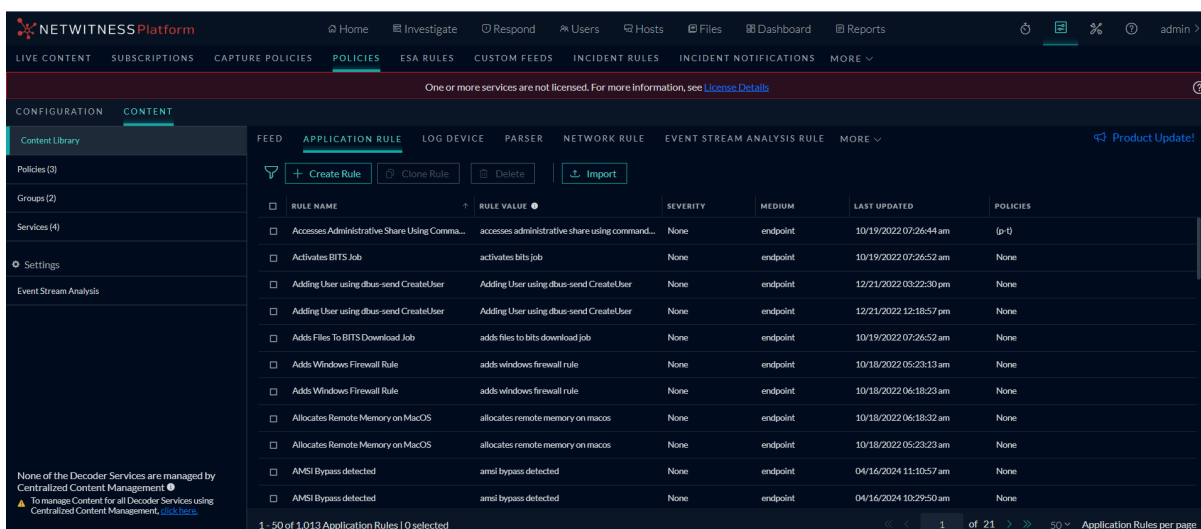 NETWITNESS Platform
Home Investigate Respond Users Hosts Files Dashboard Reports admin
LIVE CONTENT SUBSCRIPTIONS CAPTURE POLICIES POLICIES ESA RULES CUSTOM FEEDS INCIDENT RULES INCIDENT NOTIFICATIONS MORE
One or more services are not licensed. For more information, see License Details
CONFIGURATION CONTENT
Content Library
Policies (3)
Groups (2)
Services (4)
Settings
Event Stream Analysis
None of the Decoder Services are managed by
Centralized Content Management
To manage Content for all Decoder Services using
Centralized Content Management, click here.
FEED APPLICATION RULE LOG DEVICE PARSER NETWORK RULE EVENT STREAM ANALYSIS RULE MORE Product Update!
+ Create Rule Clone Rule Delete Import
RULE NAME RULE VALUE SEVERITY MEDIUM LAST UPDATED POLICIES
Accesses Administrative Share Using Comma... accesses administrative share using command... None endpoint 10/19/2022 07:26:44 am (p-t)
Activates BITS Job activates bits job None endpoint 10/19/2022 07:26:52 am None
Adding User using dbus-send CreateUser Adding User using dbus-send CreateUser None endpoint 12/21/2022 03:22:30 pm None
Adding User using dbus-send CreateUser Adding User using dbus-send CreateUser None endpoint 12/21/2022 12:18:57 pm None
Adds Files To BITS Download Job adds files to bits download job None endpoint 10/19/2022 07:26:52 am None
Adds Windows Firewall Rule adds windows firewall rule None endpoint 10/18/2022 05:23:13 am None
Adds Windows Firewall Rule adds windows firewall rule None endpoint 10/18/2022 06:18:23 am None
Allocates Remote Memory on MacOS allocates remote memory on macos None endpoint 10/18/2022 06:18:32 am None
Allocates Remote Memory on MacOS allocates remote memory on macos None endpoint 10/18/2022 05:23:23 am None
AMSI Bypass detected amsi bypass detected None endpoint 04/16/2024 11:10:57 am None
AMSI Bypass detected amsi bypass detected None endpoint 04/16/2024 10:29:50 am None
1 - 50 of 1,013 Application Rules | 0 selected << < 1 of 21 > >> 50 Application Rules per page